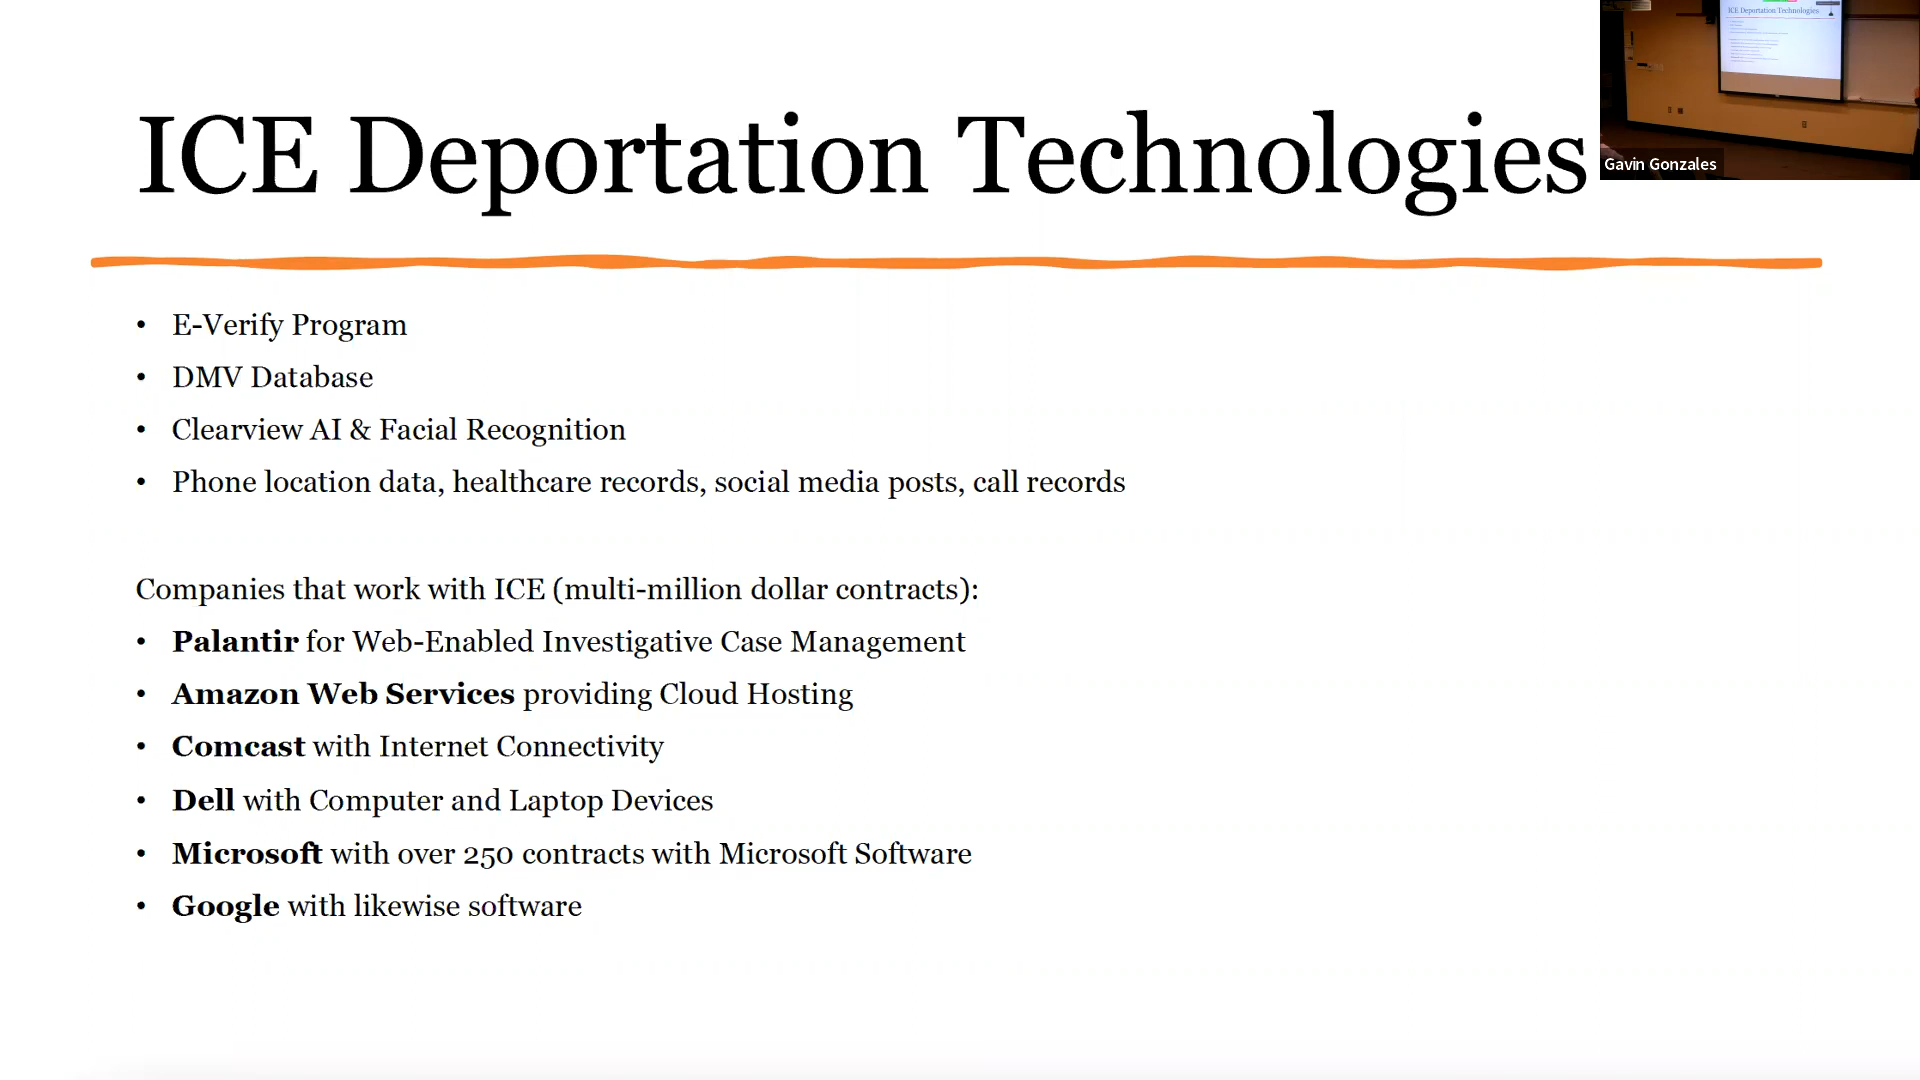 ICE Deportation Technologies
ICE Deportation Technologies
Gavin Gonzales
• E-Verify Program
• DMV Database
• Clearview AI & Facial Recognition
• Phone location data, healthcare records, social media posts, call records
Companies that work with ICE (multi-million dollar contracts):
• Palantir for Web-Enabled Investigative Case Management
• Amazon Web Services providing Cloud Hosting
• Comcast with Internet Connectivity
• Dell with Computer and Laptop Devices
• Microsoft with over 250 contracts with Microsoft Software
• Google with likewise software